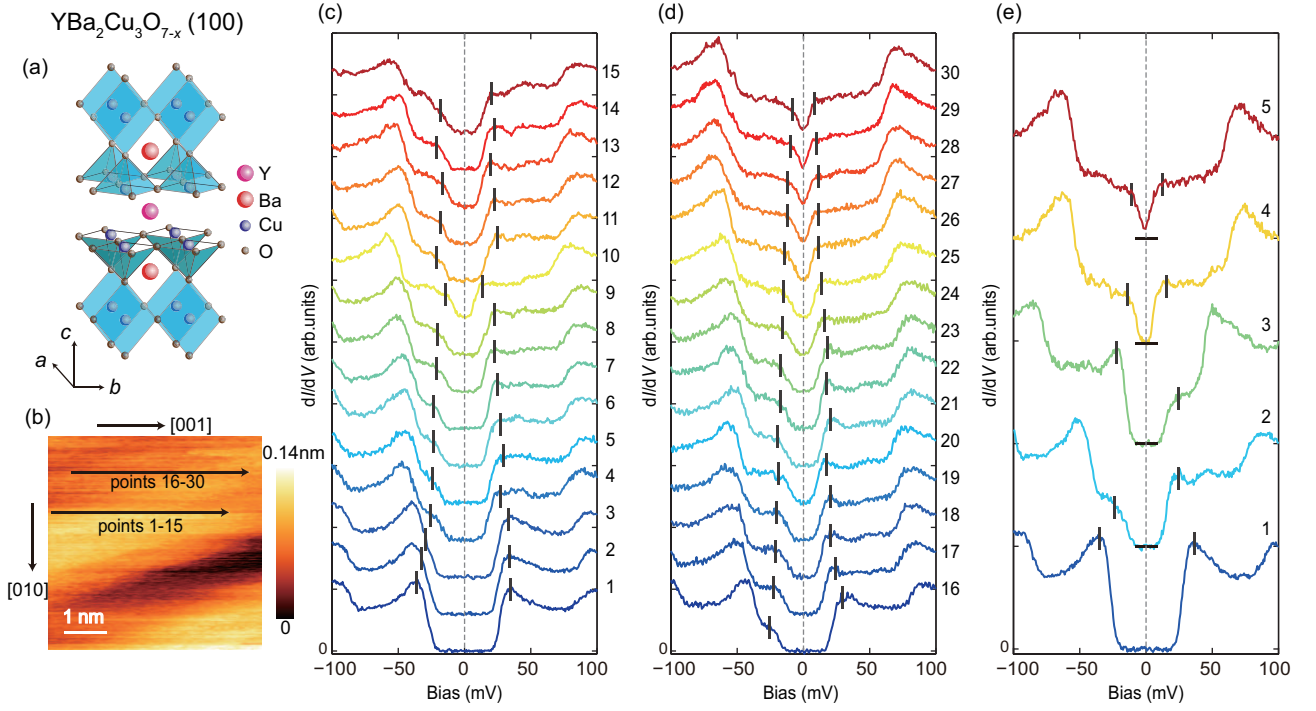 YBa2Cu3O7-x (100)
(a)
Y
Ba
Cu
O
c
a
b
(b)
[001]
0.14nm
points 16-30
points 1-15
[010]
1 nm
0
(c)
15
14
13
12
11
10
9
8
7
6
5
4
3
2
1
dI/dV (arb.units)
0
−100
−50
0
50
100
Bias (mV)
(d)
30
29
28
27
26
25
24
23
22
21
20
19
18
17
16
dI/dV (arb.units)
0
−100
−50
0
50
100
Bias (mV)
(e)
5
4
3
2
1
dI/dV (arb.units)
0
−100
−50
0
50
100
Bias (mV)